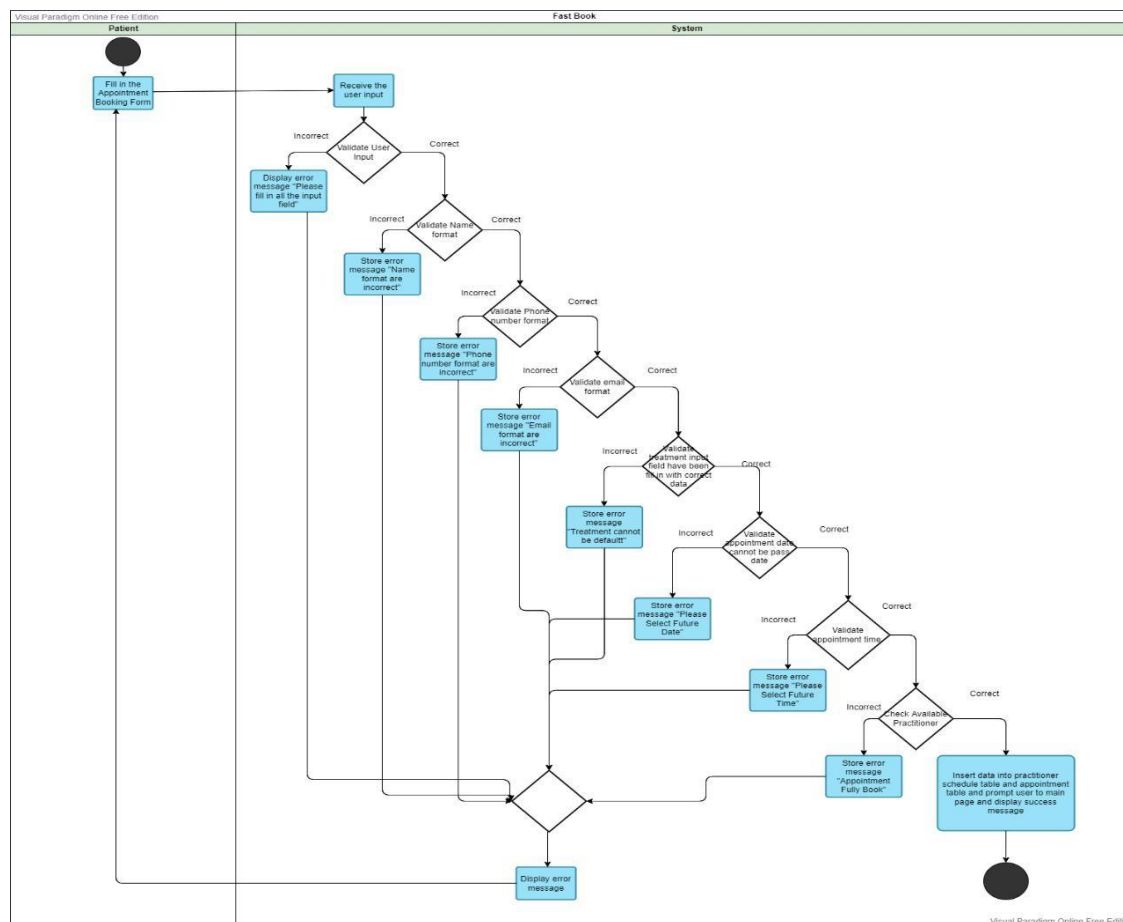 Visual Paradigm Online Free Edition
Fast Book
Patient
System
Fill in the
Appointment
Booking Form
Receive the
user input
Incorrect
Validate User
Input
Correct
Display error
message "Please
fill in all the input
field"
Incorrect
Validate Name
format
Correct
Store error
message "Name
format are
incorrect"
Incorrect
Validate Phone
number format
Correct
Store error
message "Phone
number format are
incorrect"
Incorrect
Validate email
format
Correct
Store error
message "Email
format are
incorrect"
Incorrect
Validate
treatment input
field have been
fill in with correct
data
Correct
Store error
message
"Treatment cannot
be defaultt"
Incorrect
Validate
appointment date
cannot be pass
date
Correct
Store error
message "Please
Select Future
Date"
Incorrect
Validate
appointment time
Correct
Store error
message "Please
Select Future
Time"
Incorrect
Check Available
Practitioner
Correct
Store error
message
"Appointment
Fully Book"
Insert data into practitioner
schedule table and appointment
table and prompt user to main
page and display success
message
Display error
message
Visual Paradigm Online Free Editi